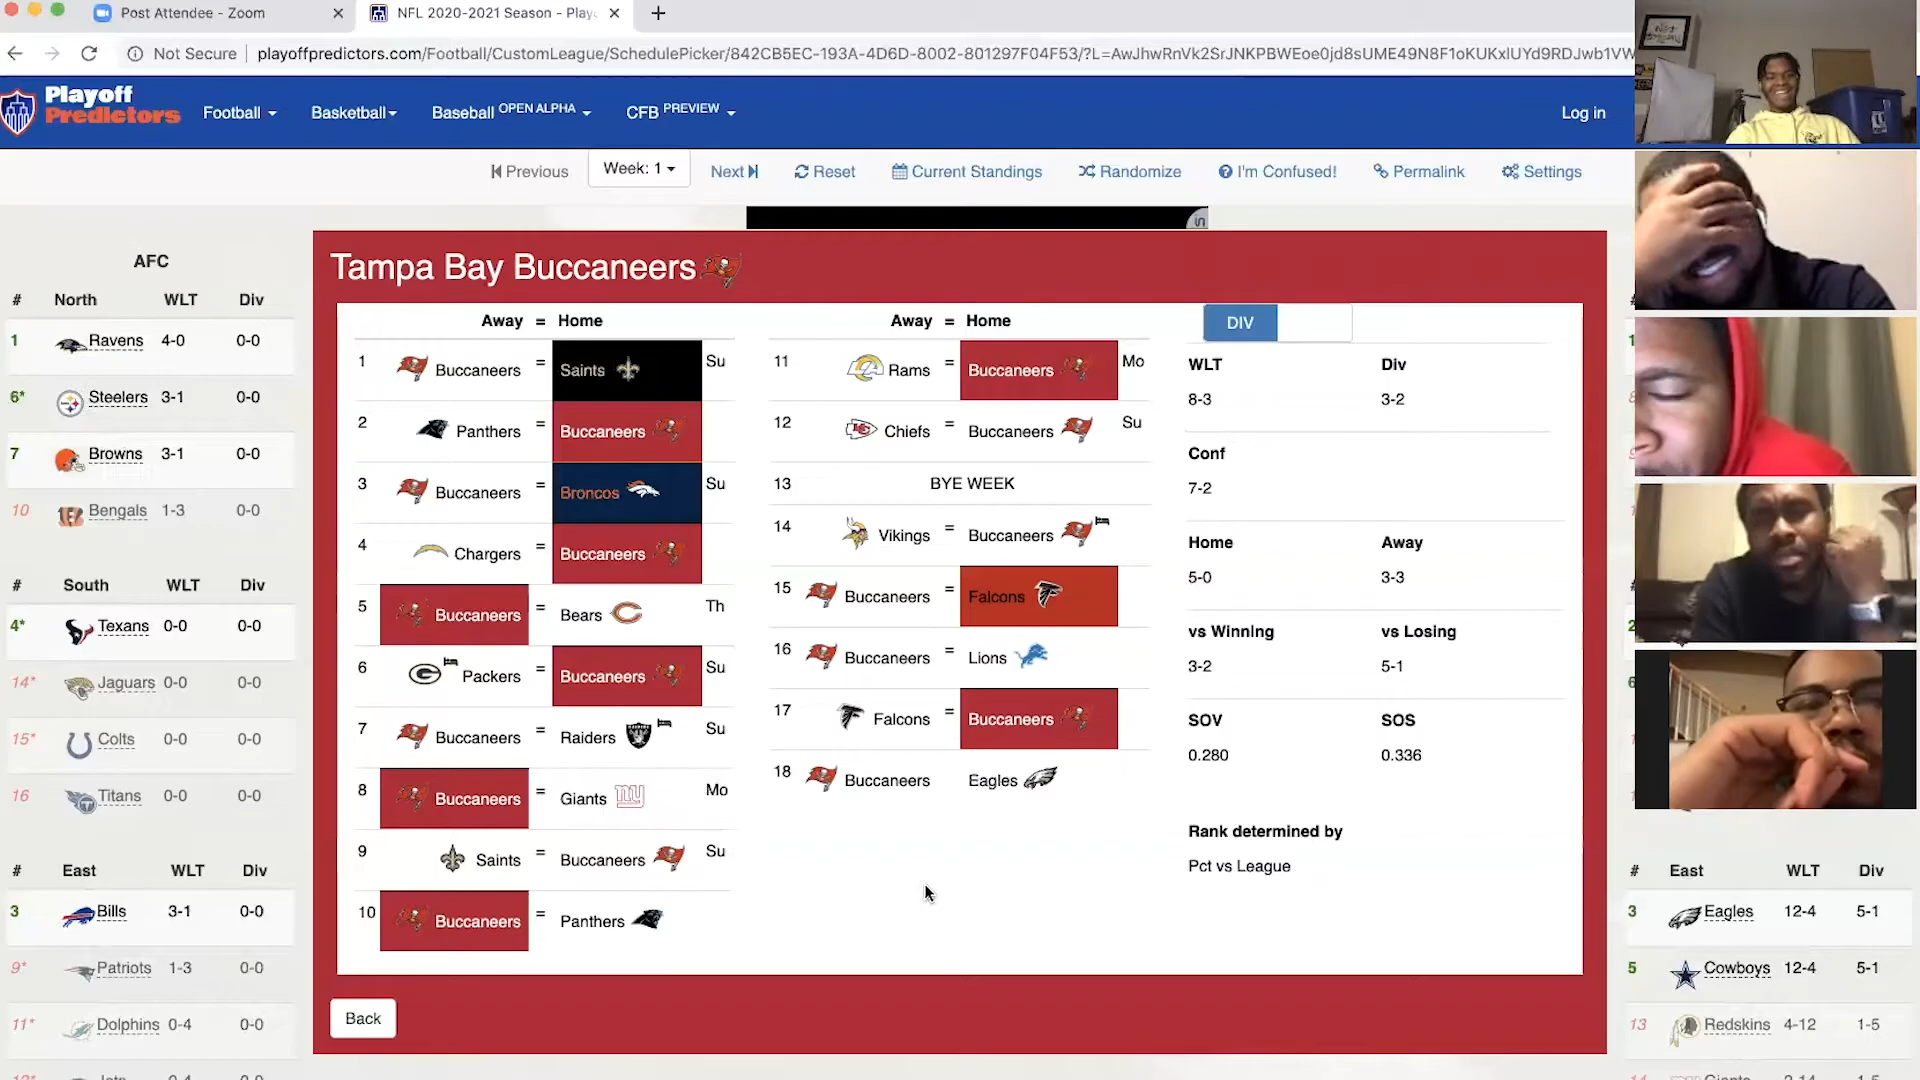 Post Attendee - Zoom
NFL 2020-2021 Season - Play
Not Secure
playoffpredictors.com/Football/CustomLeague/SchedulePicker/842CB5EC-193A-4D6D-8002-801297F04F53/?L=AwJhwRnVk2SrJNKPBWEoe0jd8sUME49N8F1oKUKxlUYd9RDJwb1VW
Playoff
Predictors
Football
Basketball
Baseball OPEN ALPHA
CFB PREVIEW
Log in
Previous
Week: 1
Next
Reset
Current Standings
Randomize
I'm Confused!
Permalink
Settings
AFC
# North WLT Div
1 Ravens 4-0 0-0
6* Steelers 3-1 0-0
7 Browns 3-1 0-0
10 Bengals 1-3 0-0
# South WLT Div
4* Texans 0-0 0-0
14* Jaguars 0-0 0-0
15* Colts 0-0 0-0
16 Titans 0-0 0-0
# East WLT Div
3 Bills 3-1 0-0
9* Patriots 1-3 0-0
11* Dolphins 0-4 0-0
Tampa Bay Buccaneers
Away = Home
1 Buccaneers = Saints Su
2 Panthers = Buccaneers
3 Buccaneers = Broncos Su
4 Chargers = Buccaneers
5 Buccaneers = Bears Th
6 Packers = Buccaneers Su
7 Buccaneers = Raiders Su
8 Buccaneers = Giants Mo
9 Saints = Buccaneers Su
10 Buccaneers = Panthers
Away = Home
11 Rams = Buccaneers Mo
12 Chiefs = Buccaneers Su
13 BYE WEEK
14 Vikings = Buccaneers
15 Buccaneers = Falcons
16 Buccaneers = Lions
17 Falcons = Buccaneers
18 Buccaneers Eagles
DIV
WLT Div
8-3 3-2
Conf
7-2
Home Away
5-0 3-3
vs Winning vs Losing
3-2 5-1
SOV SOS
0.280 0.336
Rank determined by
Pct vs League
Back
# East WLT Div
3 Eagles 12-4 5-1
5 Cowboys 12-4 5-1
13 Redskins 4-12 1-5